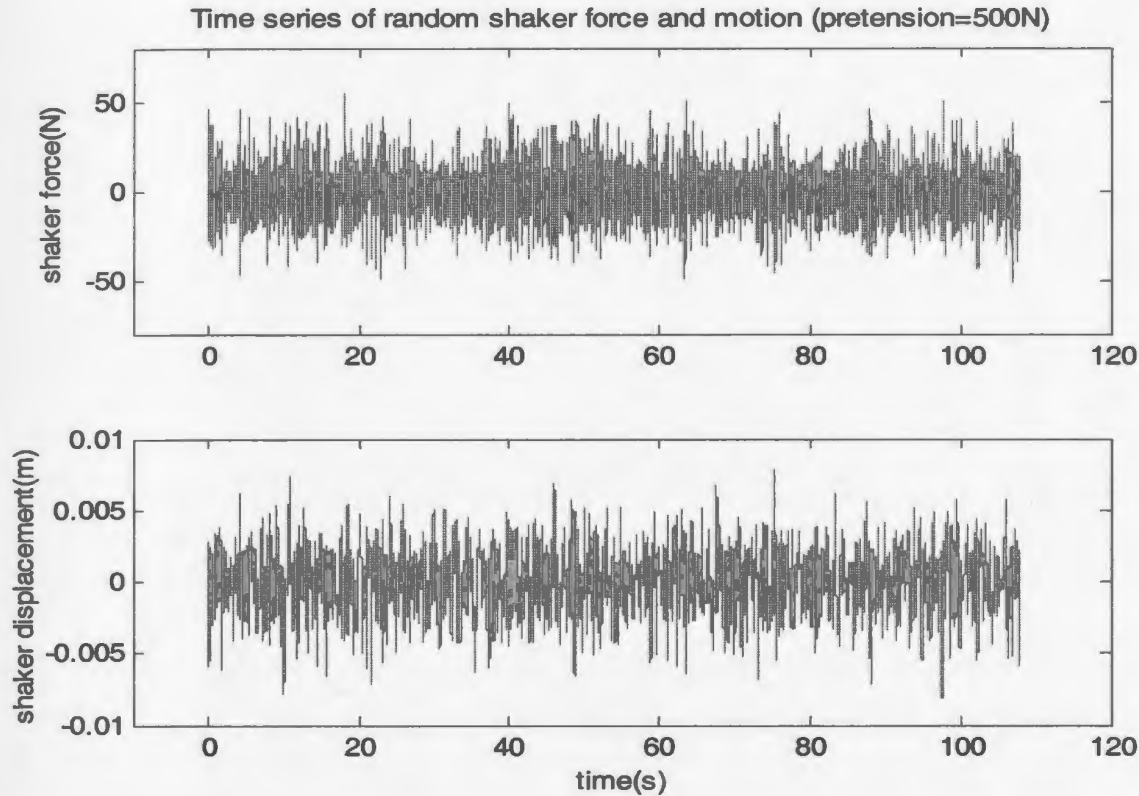 Time series of random shaker force and motion (pretension=500N)
shaker force(N)
50
0
-50
0 20 40 60 80 100 120
shaker displacement(m)
0.01
0.005
0
-0.005
-0.01
0 20 40 60 80 100 120
time(s)